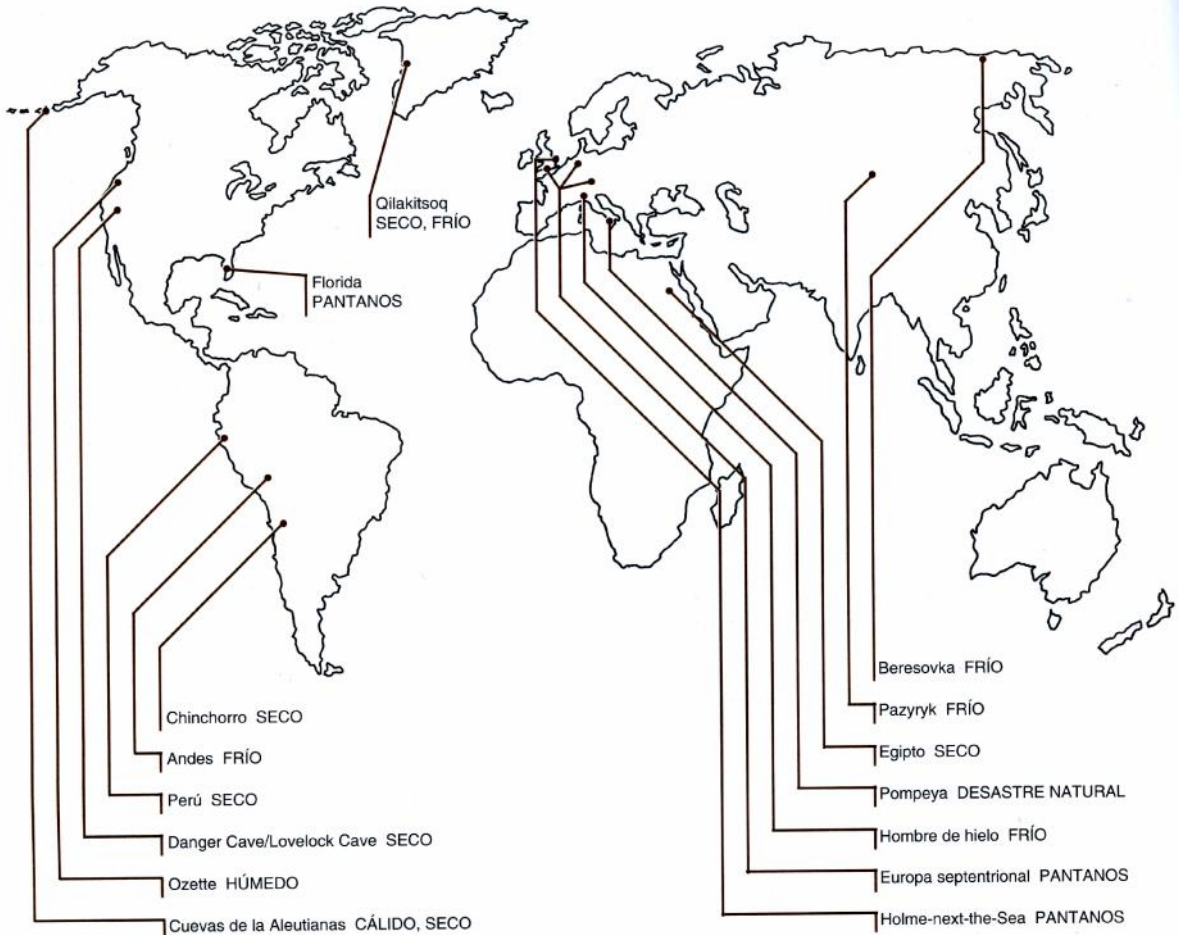 Qilakitsoq
SECO, FRÍO
Florida
PANTANOS
Chinchorro SECO
Andes FRÍO
Perú SECO
Danger Cave/Lovelock Cave SECO
Ozette HÚMEDO
Cuevas de la Aleutianas CÁLIDO, SECO
Beresovka FRÍO
Pazyryk FRÍO
Egipto SECO
Pompeya DESASTRE NATURAL
Hombre de hielo FRÍO
Europa septentrional PANTANOS
Holme-next-the-Sea PANTANOS